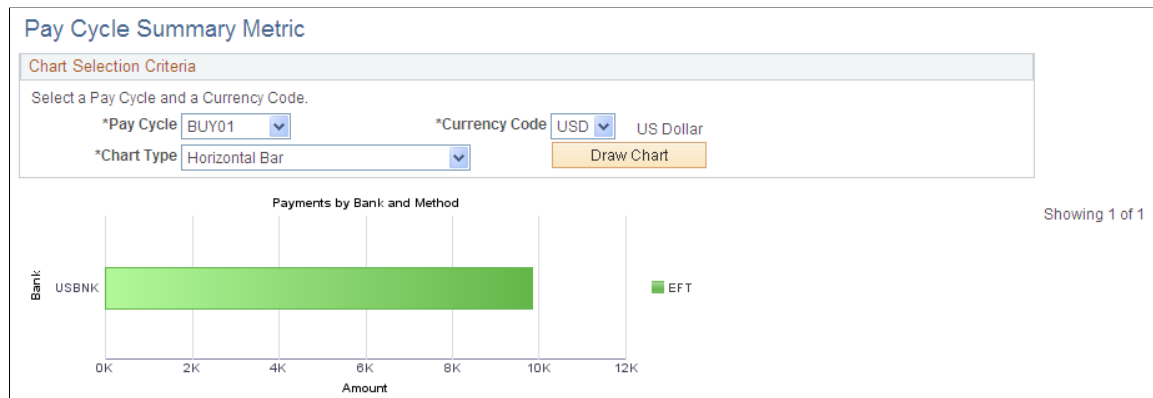 Pay Cycle Summary Metric
Chart Selection Criteria
Select a Pay Cycle and a Currency Code.
*Pay Cycle BUY01 *Currency Code USD US Dollar
*Chart Type Horizontal Bar Draw Chart
Payments by Bank and Method
Showing 1 of 1
Bank
USBNK
EFT
0K 2K 4K 6K 8K 10K 12K
Amount